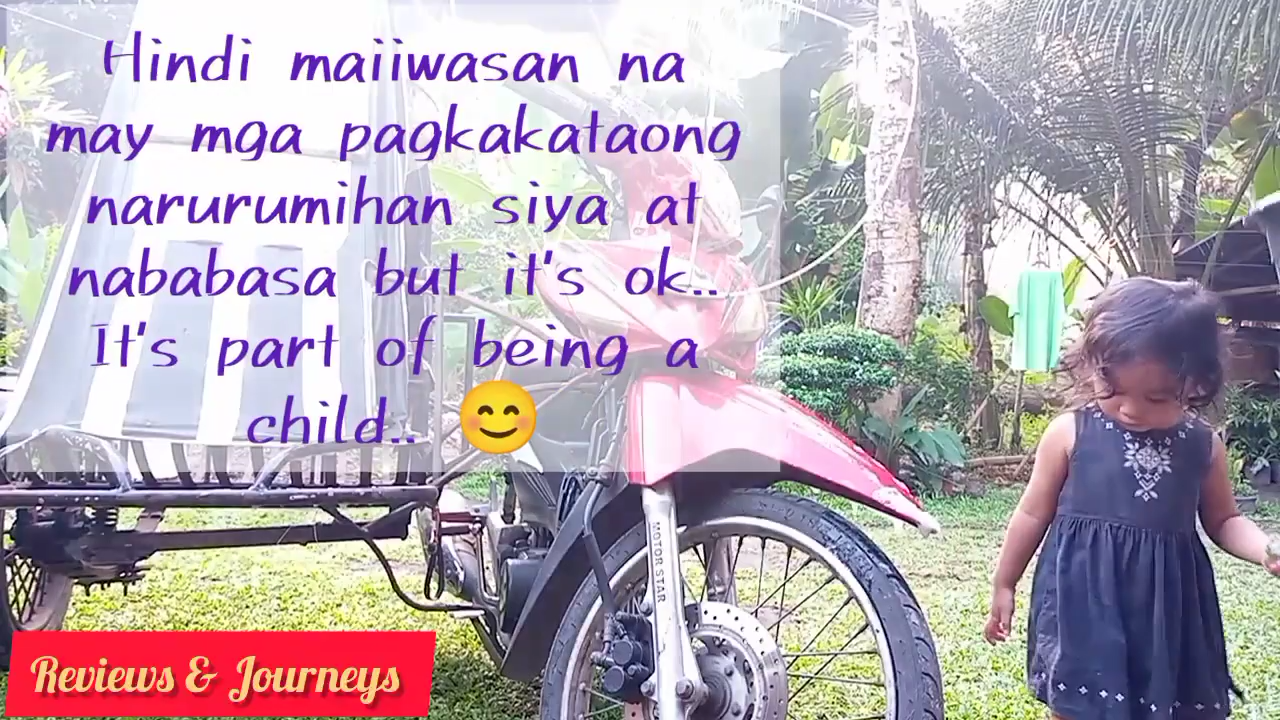 Hindi maiiwasan na
may mga pagkakataong
narurumihan siya at
nababasa but it's ok..
It's part of being a
child.. 😊
MOTOR STAR
Reviews & Journeys